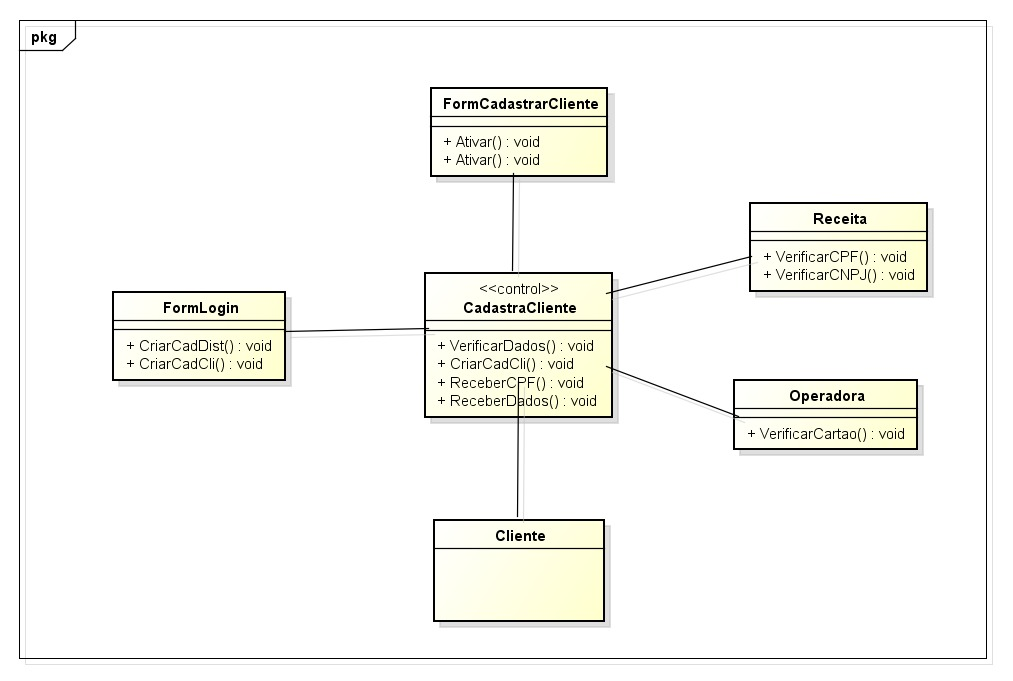 pkg
FormCadastrarCliente
+ Ativar() : void
+ Ativar() : void
Receita
+ VerificarCPF() : void
+ VerificarCNPJ() : void
<<control>>
CadastraCliente
+ VerificarDados() : void
+ CriarCadCli() : void
+ ReceberCPF() : void
+ ReceberDados() : void
FormLogin
+ CriarCadDist() : void
+ CriarCadCli() : void
Operadora
+ VerificarCartao() : void
Cliente